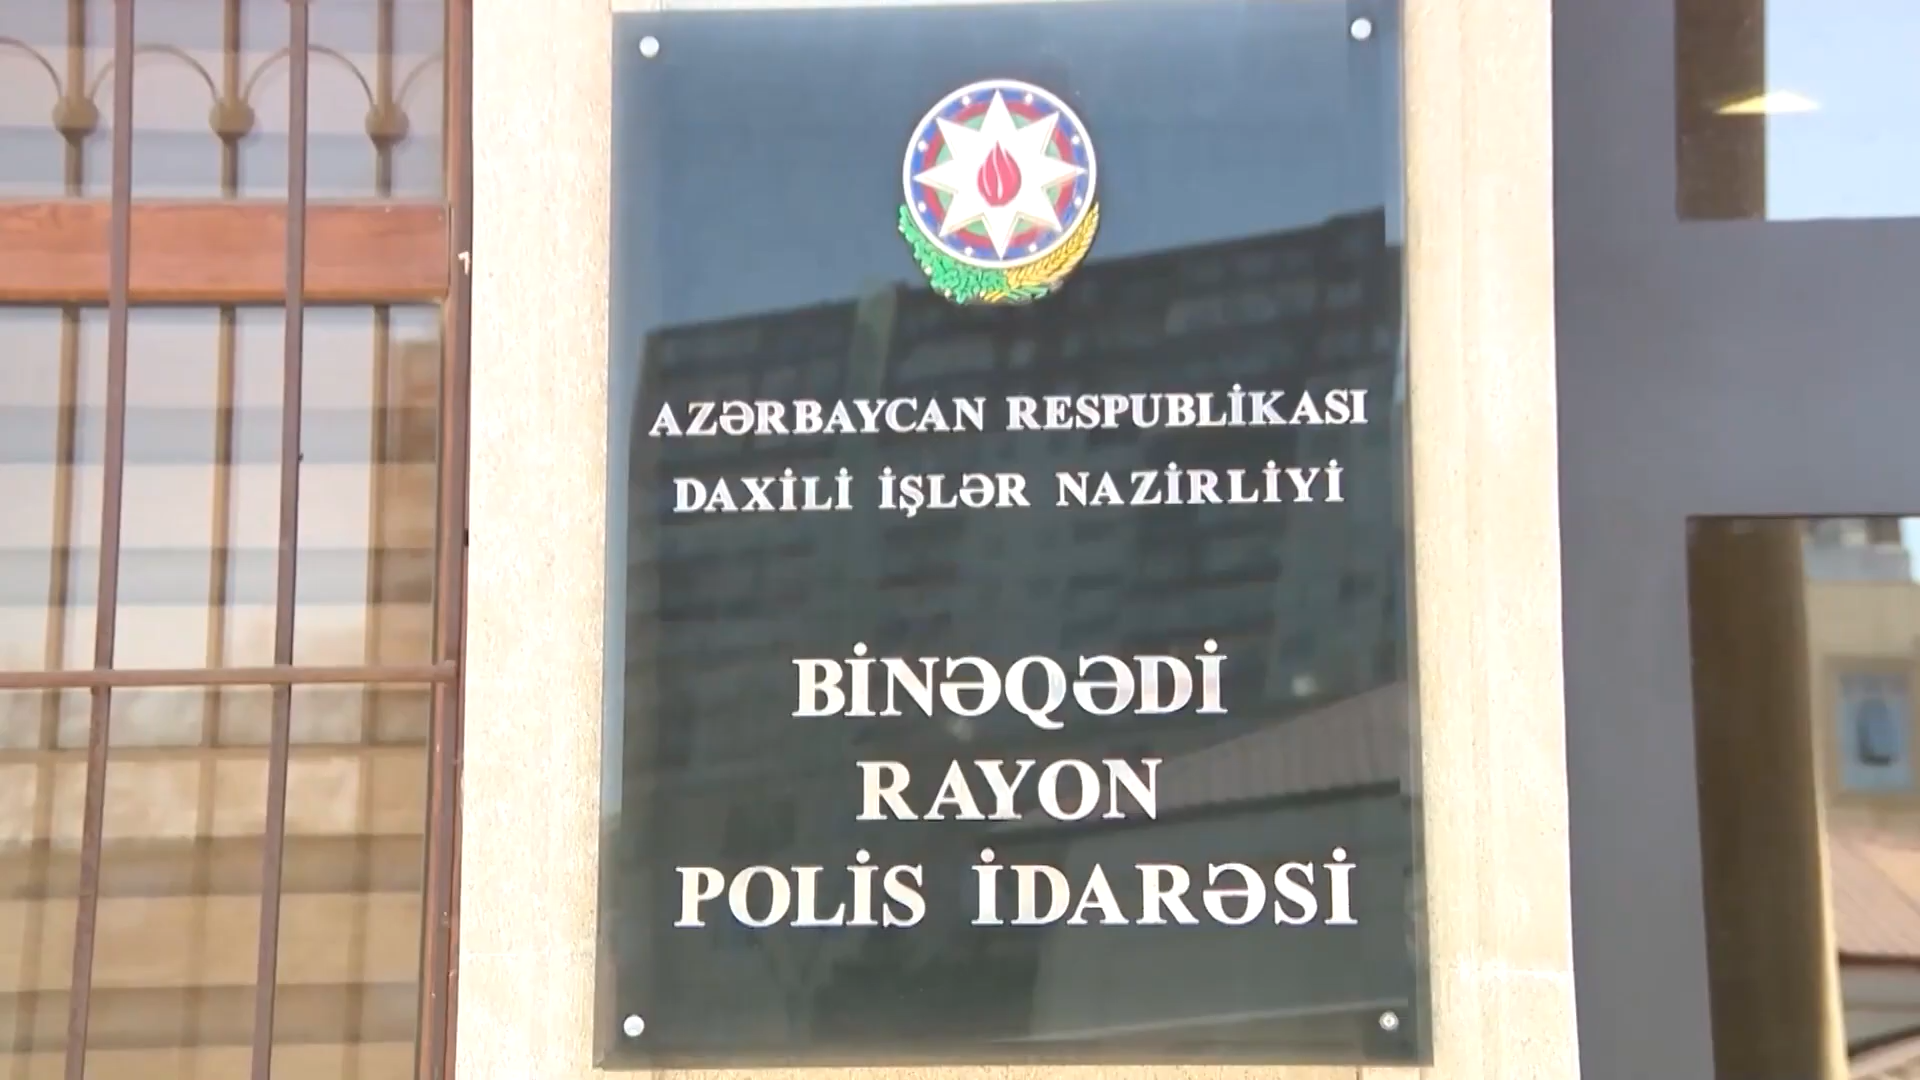 AZƏRBAYCAN RESPUBLİKASI
DAXİLİ İŞLƏR NAZİRLİYİ
BİNƏQƏDİ
RAYON
POLİS İDARƏSİ